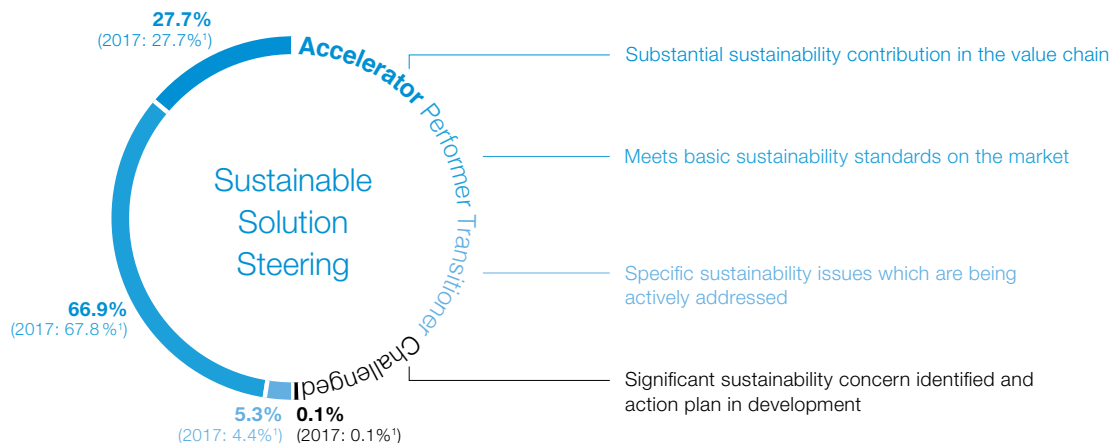 27.7%
(2017: 27.7%¹)
Accelerator
Substantial sustainability contribution in the value chain
Performer
Meets basic sustainability standards on the market
Sustainable
Solution
Steering
Transitioner
Specific sustainability issues which are being
actively addressed
66.9%
(2017: 67.8%¹)
Challenged
Significant sustainability concern identified and
action plan in development
5.3%
(2017: 4.4%¹)
0.1%
(2017: 0.1%¹)